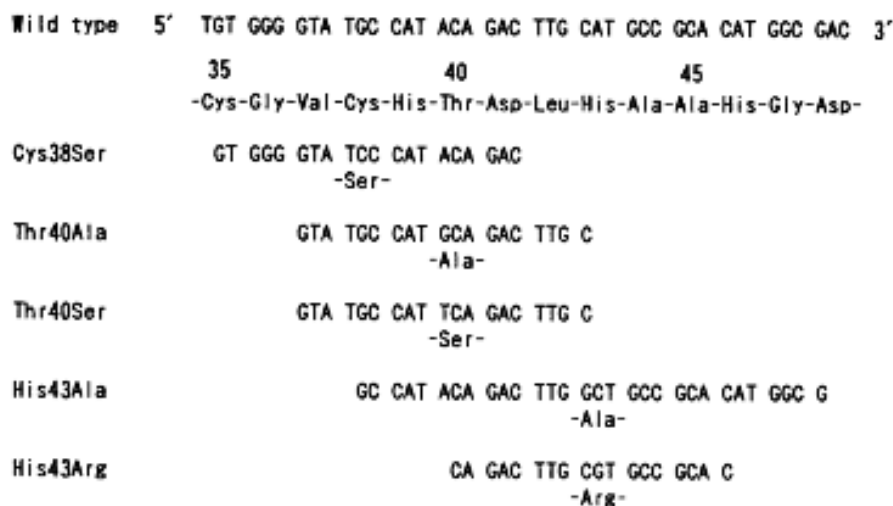 Wild type 5′ TGT GGG GTA TGC CAT ACA GAC TTG CAT GCC GCA CAT GGC GAC 3′
35 40 45
-Cys-Gly-Val-Cys-His-Thr-Asp-Leu-His-Ala-Ala-His-Gly-Asp-
Cys38Ser GT GGG GTA TCC CAT ACA GAC
-Ser-
Thr40Ala GTA TGC CAT GCA GAC TTG C
-Ala-
Thr40Ser GTA TGC CAT TCA GAC TTG C
-Ser-
His43Ala GC CAT ACA GAC TTG GCT GCC GCA CAT GGC G
-Ala-
His43Arg CA GAC TTG CGT GCC GCA C
-Arg-